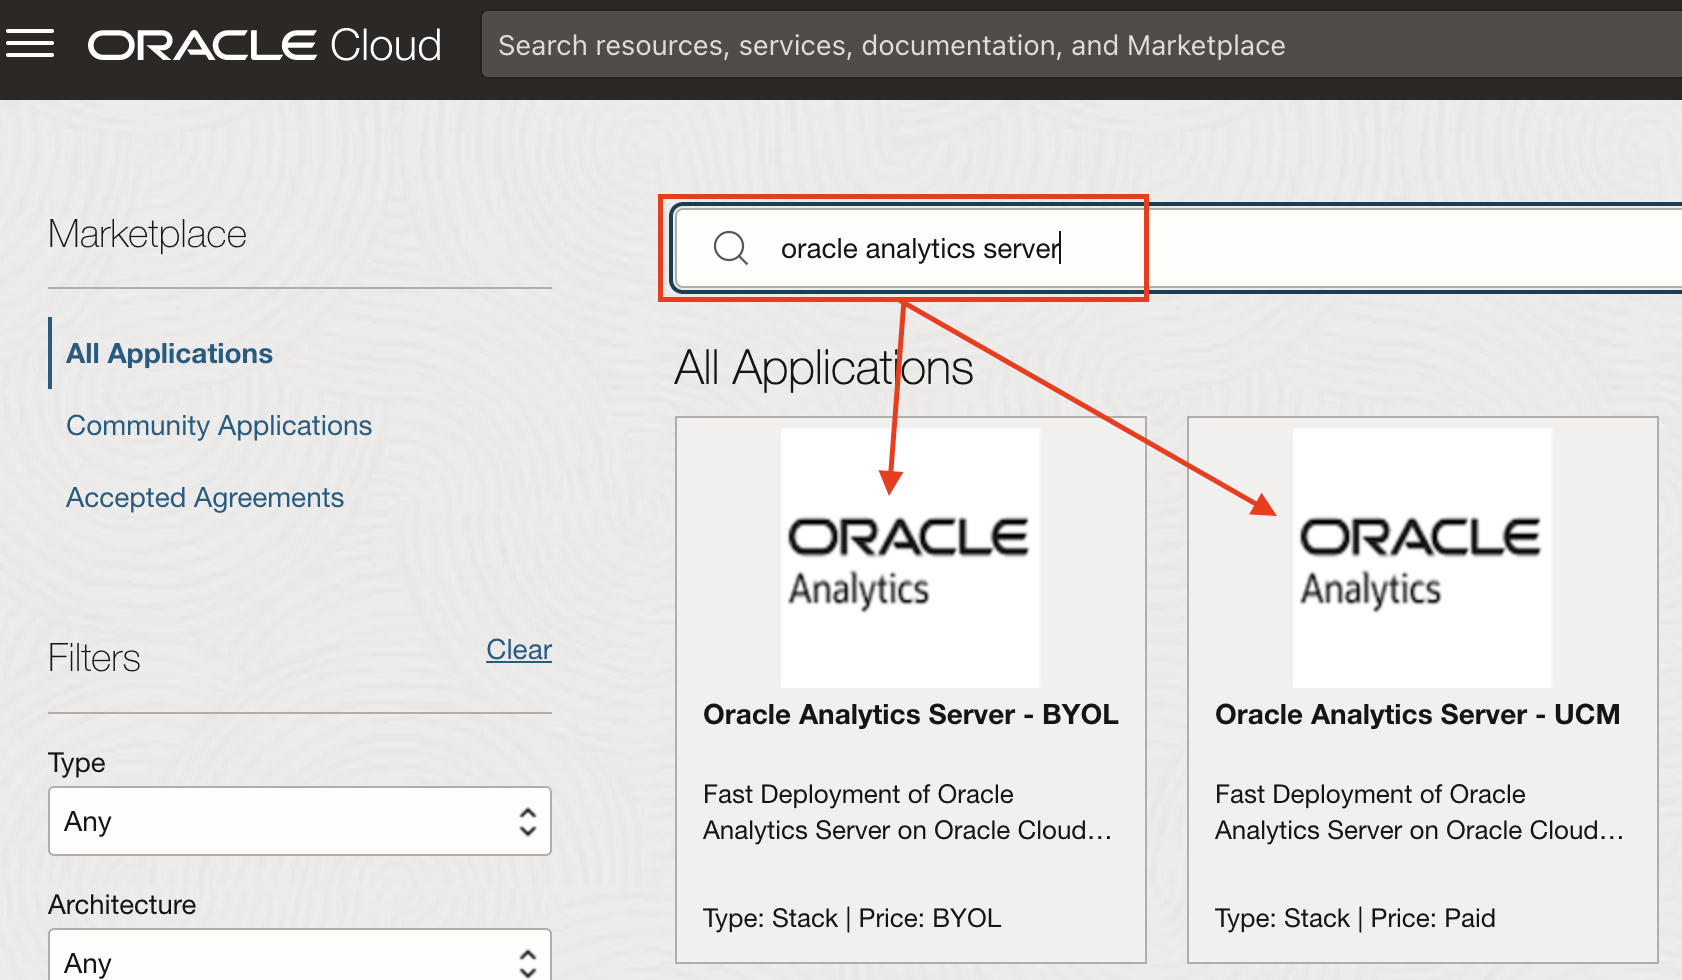 ORACLE Cloud
Search resources, services, documentation, and Marketplace
Marketplace
All Applications
Community Applications
Accepted Agreements
Filters
Clear
Type
Any
Architecture
Any
oracle analytics server
All Applications
ORACLE
Analytics
Oracle Analytics Server - BYOL
Fast Deployment of Oracle
Analytics Server on Oracle Cloud...
Type: Stack | Price: BYOL
ORACLE
Analytics
Oracle Analytics Server - UCM
Fast Deployment of Oracle
Analytics Server on Oracle Cloud...
Type: Stack | Price: Paid